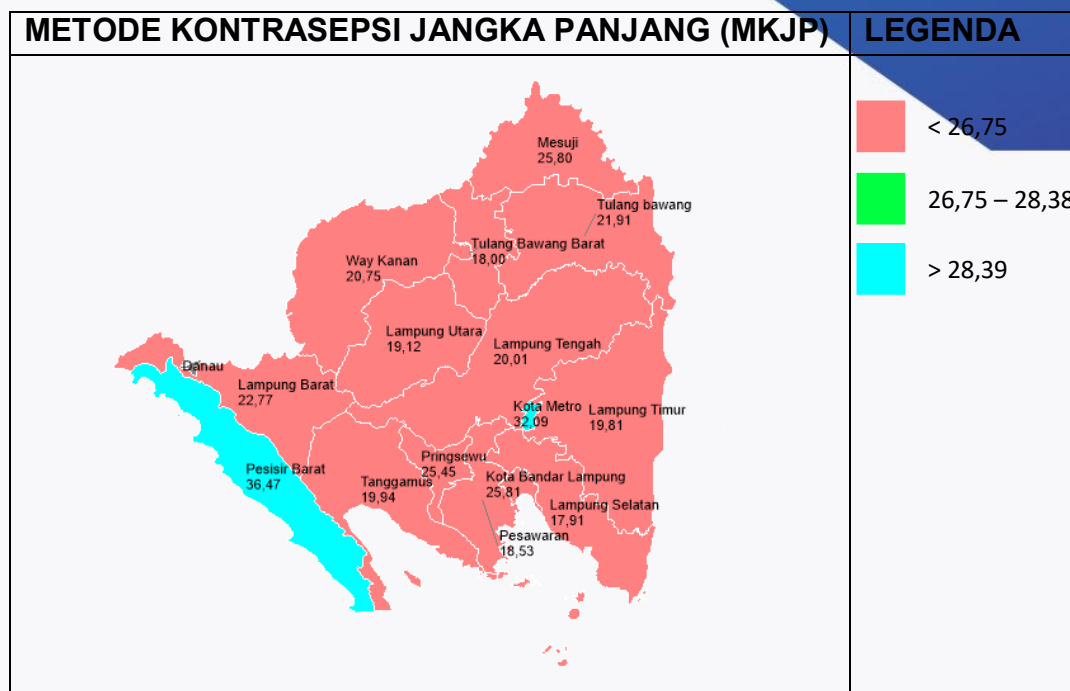 METODE KONTRASEPSI JANGKA PANJANG (MKJP)
LEGENDA
< 26,75
26,75 – 28,38
> 28,39
Mesuji
25,80
Tulang bawang
21,91
Tulang Bawang Barat
18,00
Way Kanan
20,75
Lampung Utara
19,12
Lampung Tengah
20,01
Danau
Lampung Barat
22,77
Kota Metro
32,09
Lampung Timur
19,81
Pringsewu
25,45
Pesisir Barat
36,47
Tanggamus
19,94
Kota Bandar Lampung
25,81
Lampung Selatan
17,91
Pesawaran
18,53